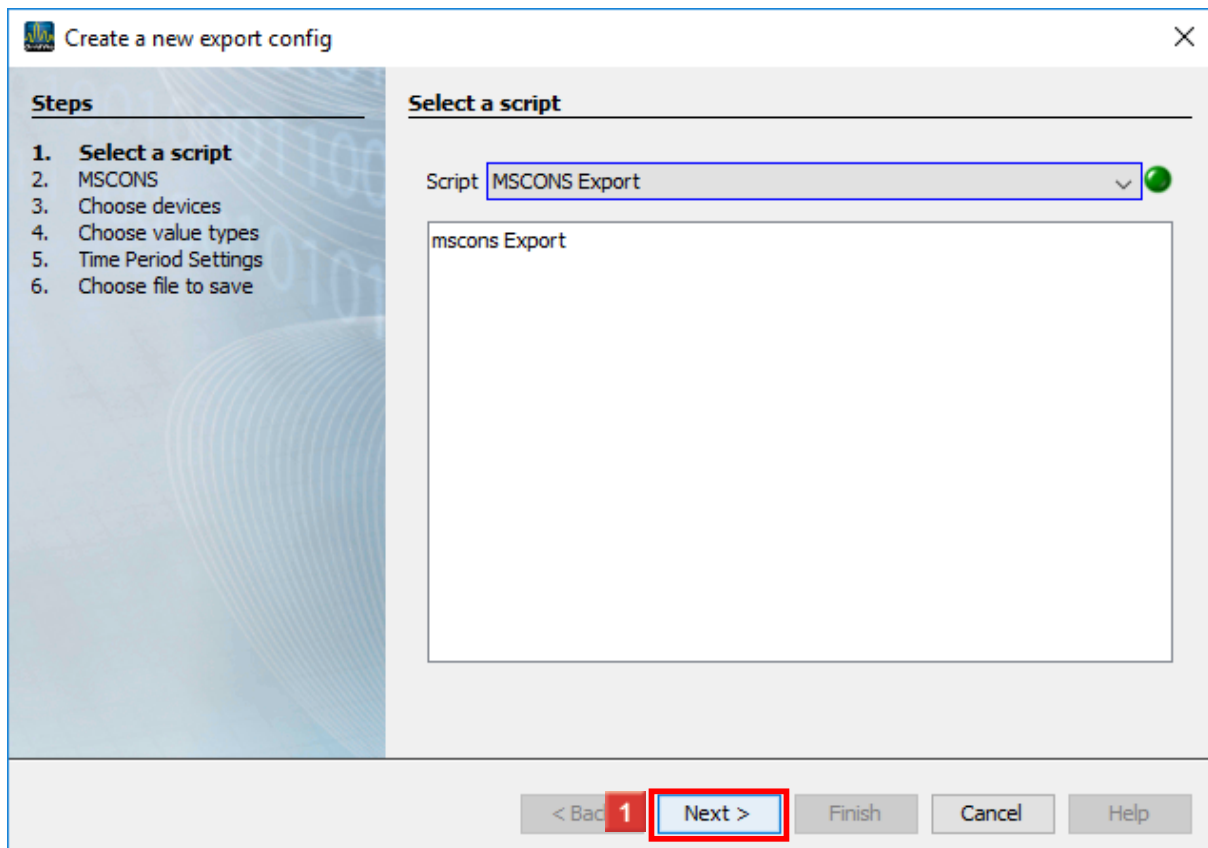 Create a new export config
Steps
1. Select a script
2. MSCONS
3. Choose devices
4. Choose value types
5. Time Period Settings
6. Choose file to save
Select a script
Script MSCONS Export
mscons Export
< Bac 1 Next > Finish Cancel Help